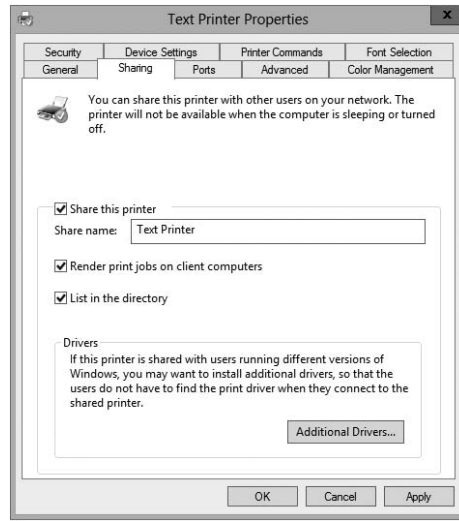 Text Printer Properties
x
Security Device Settings Printer Commands Font Selection
General Sharing Ports Advanced Color Management
You can share this printer with other users on your network. The
printer will not be available when the computer is sleeping or turned
off.
Share this printer
Share name: Text Printer
Render print jobs on client computers
List in the directory
Drivers
If this printer is shared with users running different versions of
Windows, you may want to install additional drivers, so that the
users do not have to find the print driver when they connect to the
shared printer.
Additional Drivers...
OK Cancel Apply